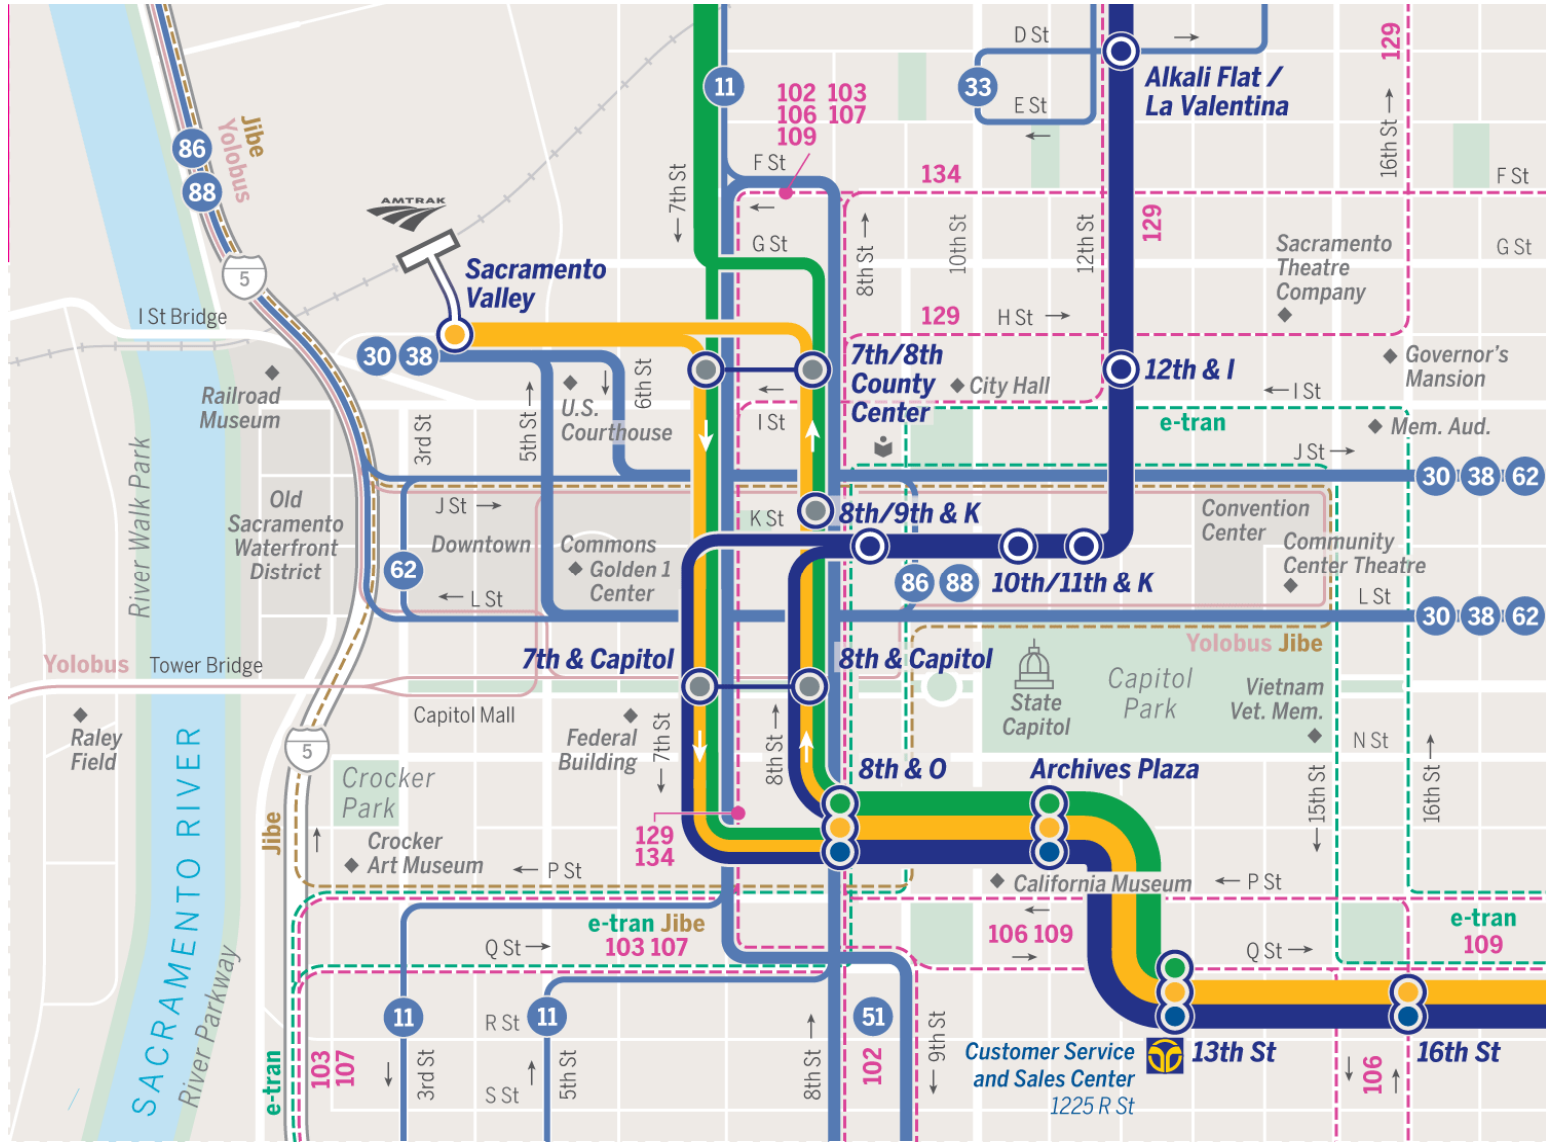 D St
11
33
102 103
106 107
109
E St
129
16th St
Alkali Flat /
La Valentina
86
88
Jibe
Yolobus
AMTRAK
7th St
F St
134
F St
G St
8th St
10th St
12th St
129
G St
5
Sacramento
Valley
Sacramento
Theatre
Company
I St Bridge
129
H St
30
38
7th/8th
County
Center
12th & I
Governor's
Mansion
Railroad
Museum
5th St
6th St
U.S.
Courthouse
City Hall
I St
I St
e-tran
Mem. Aud.
3rd St
J St
30
38
62
River Walk Park
Old
Sacramento
Waterfront
District
J St
K St
8th/9th & K
Convention
Center
Downtown
Commons
Golden 1
Center
Community
Center Theatre
62
86
88
10th/11th & K
L St
L St
30
38
62
Yolobus
Tower Bridge
7th & Capitol
8th & Capitol
Yolobus Jibe
State
Capitol
Capitol
Park
Vietnam
Vet. Mem.
Raley
Field
Capitol Mall
Federal
Building
7th St
8th St
N St
5
Crocker
Park
8th & O
Archives Plaza
15th St
16th St
Jibe
Crocker
Art Museum
129
134
P St
California Museum
P St
e-tran Jibe
103 107
106 109
e-tran
109
Q St
Q St
SACRAMENTO RIVER
River Parkway
11
R St
11
51
e-tran
103
107
3rd St
S St
5th St
8th St
102
9th St
Customer Service
and Sales Center
1225 R St
13th St
106
16th St